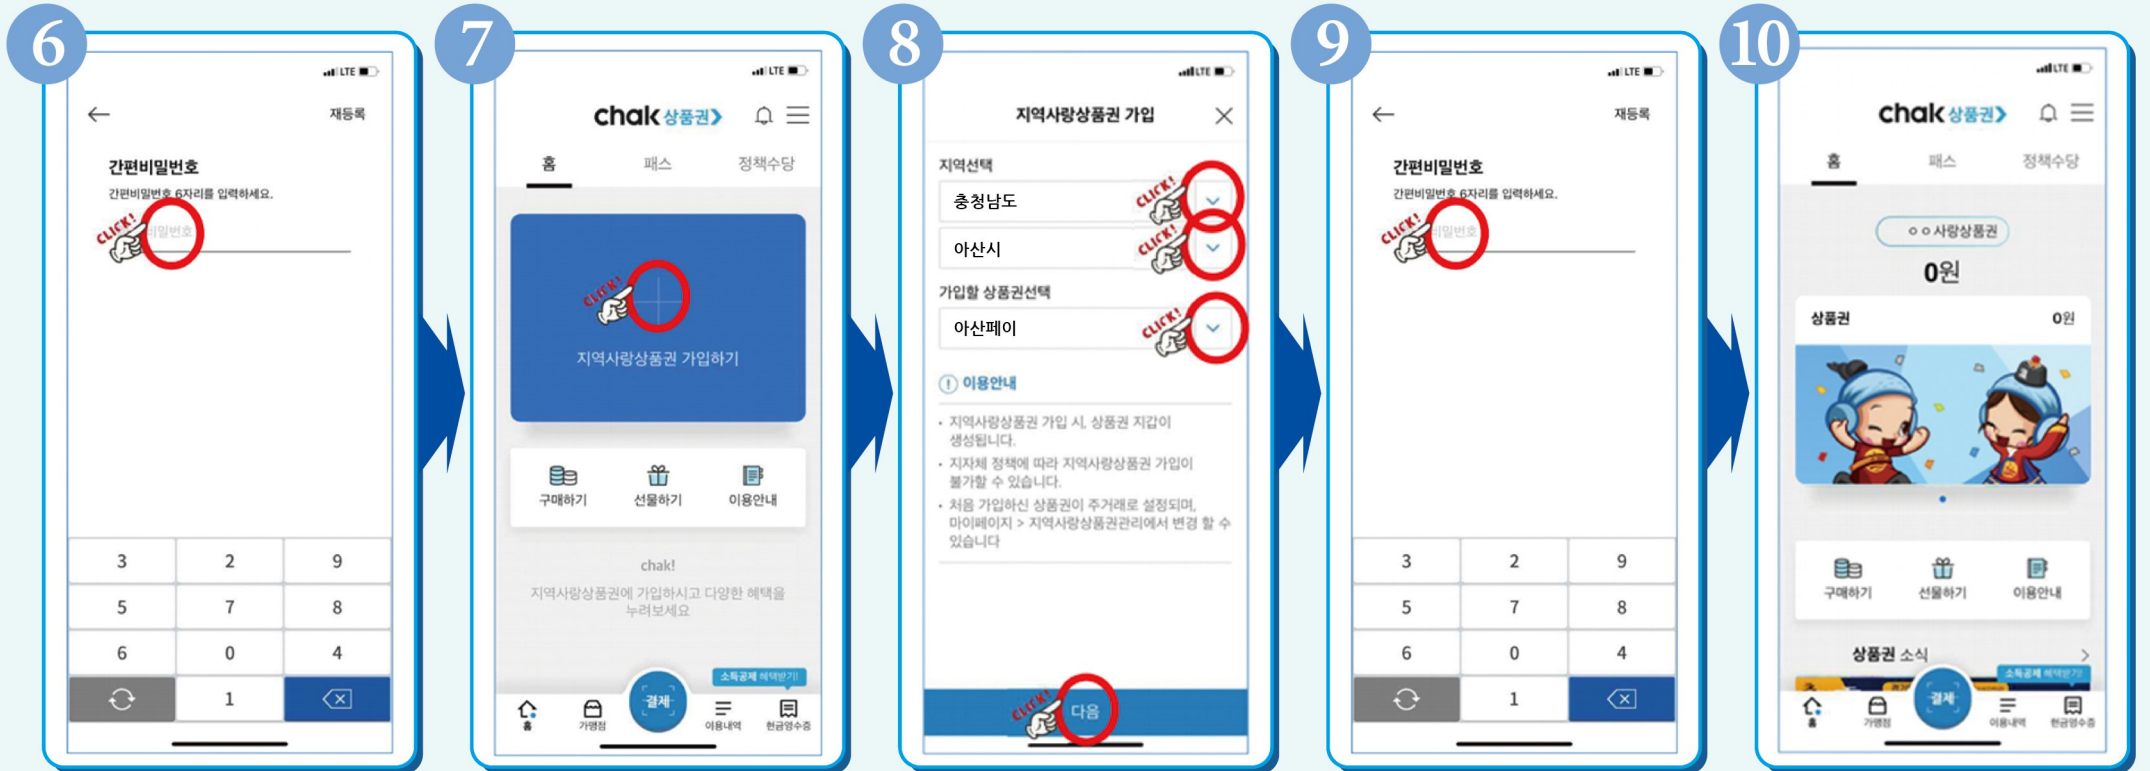 6
LTE
재등록
간편비밀번호
간편비밀번호 6자리를 입력하세요.
CLICK!
비밀번호
3 2 9
5 7 8
6 0 4
1
7
LTE
chak 상품권
홈 패스 정책수당
CLICK!
지역사랑상품권 가입하기
구매하기 선물하기 이용안내
chak!
지역사랑상품권에 가입하시고 다양한 혜택을
누려보세요
소득공제 혜택받기!
홈 가맹점 결제 이용내역 현금영수증
8
LTE
지역사랑상품권 가입
지역선택
충청남도
CLICK!
아산시
CLICK!
가입할 상품권선택
아산페이
CLICK!
이용안내
• 지역사랑상품권 가입 시, 상품권 지갑이
생성됩니다.
• 지자체 정책에 따라 지역사랑상품권 가입이
불가할 수 있습니다.
• 처음 가입하신 상품권이 주거래로 설정되며,
마이페이지 > 지역사랑상품권관리에서 변경 할 수
있습니다
CLICK!
다음
9
LTE
재등록
간편비밀번호
간편비밀번호 6자리를 입력하세요.
CLICK!
비밀번호
3 2 9
5 7 8
6 0 4
1
10
LTE
chak 상품권
홈 패스 정책수당
ㅇㅇ사랑상품권
0원
상품권 0원
구매하기 선물하기 이용안내
상품권 소식
소득공제 혜택받기!
홈 가맹점 결제 이용내역 현금영수증